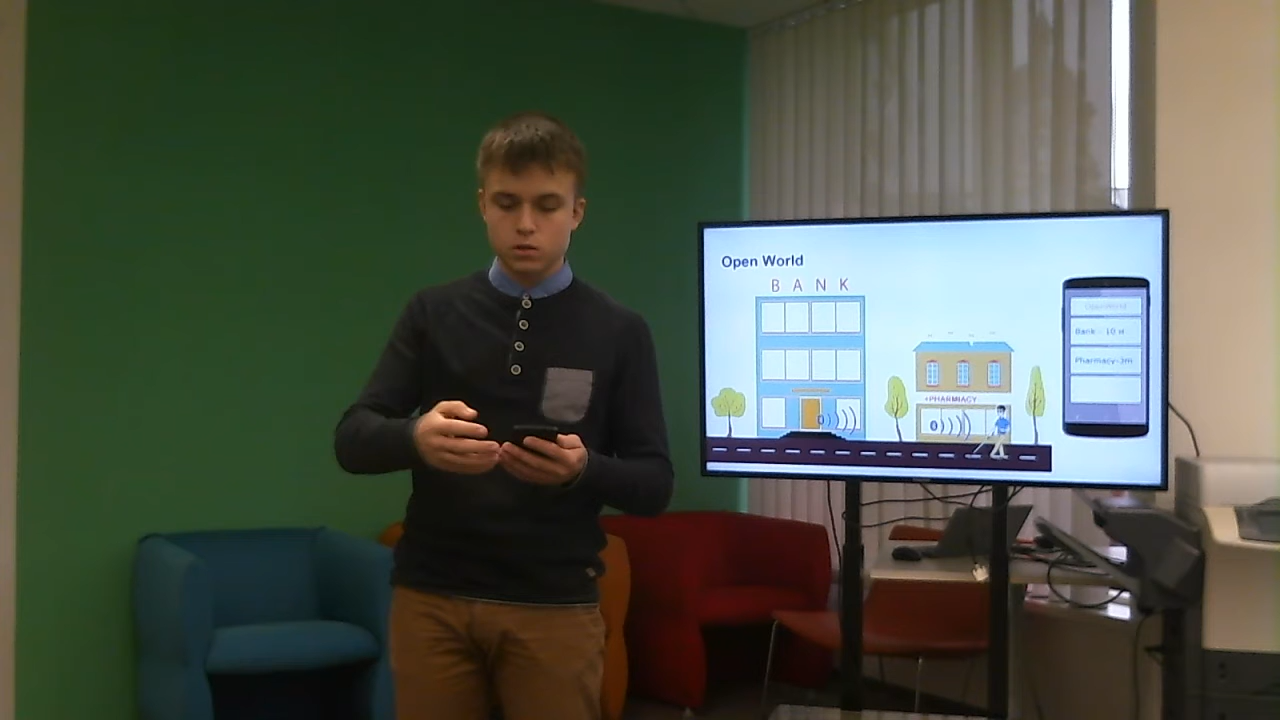 Open World
BANK
+PHARMACY
OpenWorld
Bank - 10 м
Pharmacy-3m